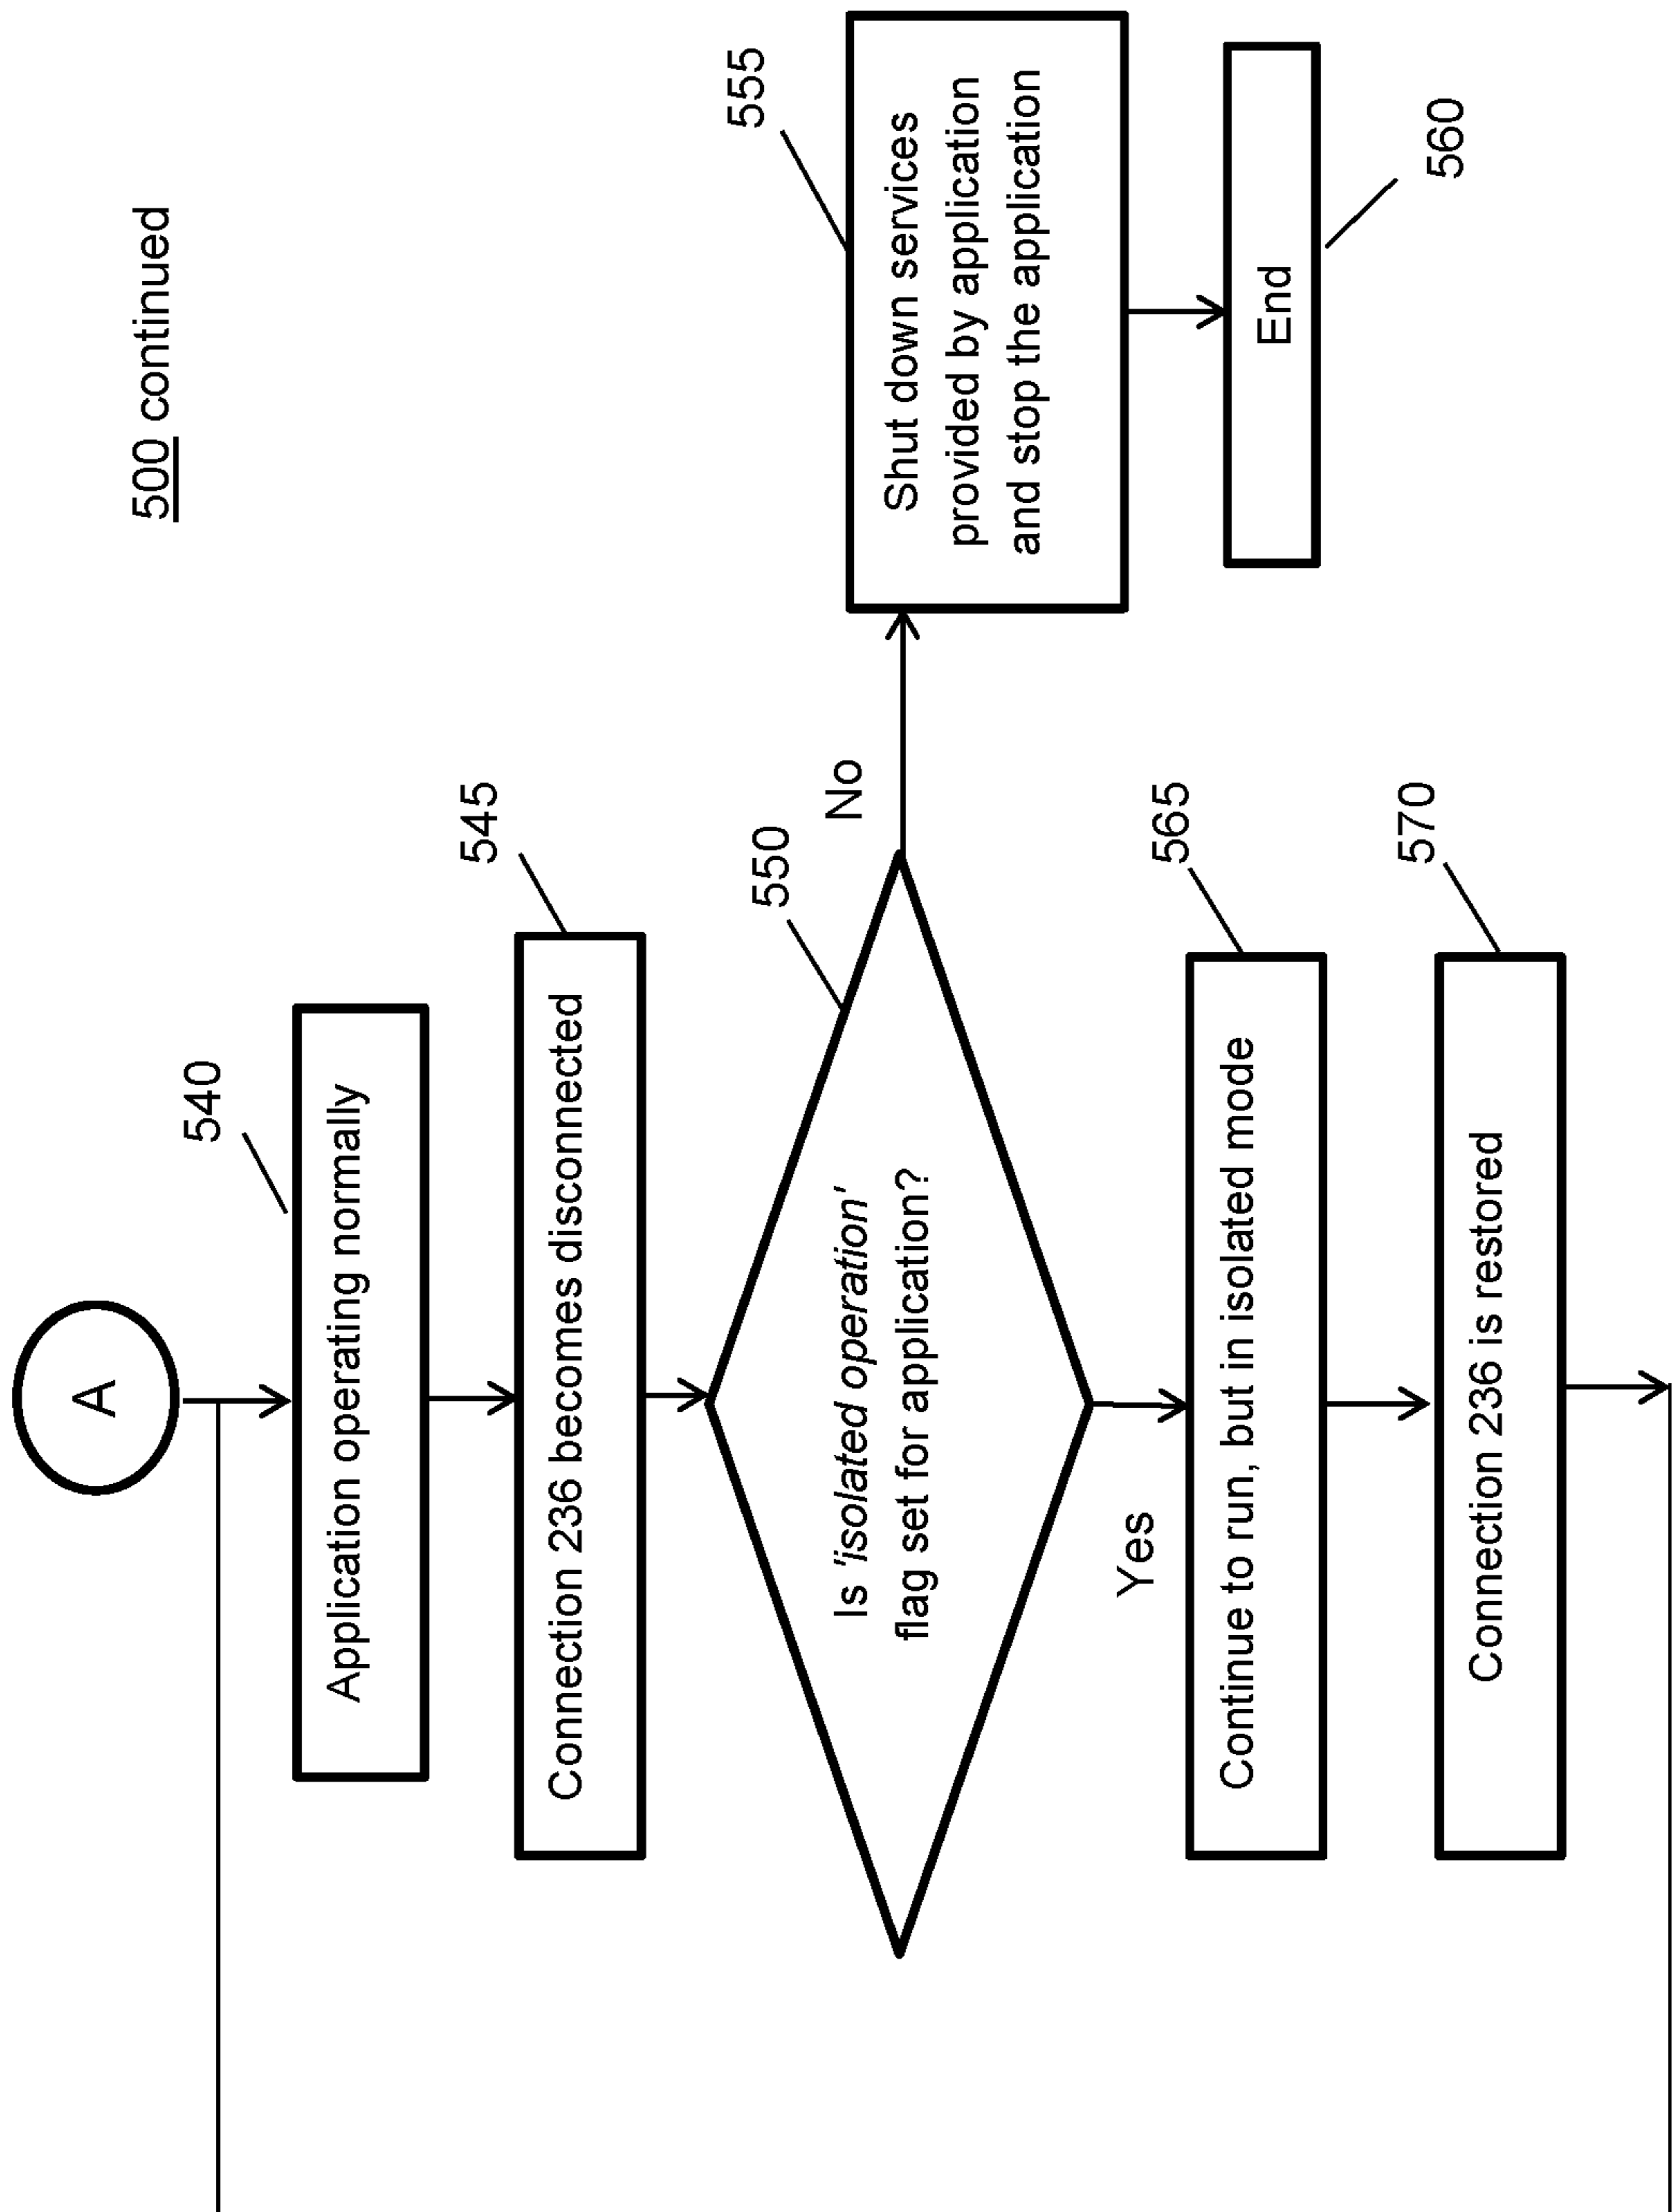 500 continued
A
540
Application operating normally
545
Connection 236 becomes disconnected
550
Is 'isolated operation'
flag set for application?
No
555
Shut down services
provided by application
and stop the application
End
560
Yes
565
Continue to run, but in isolated mode
570
Connection 236 is restored